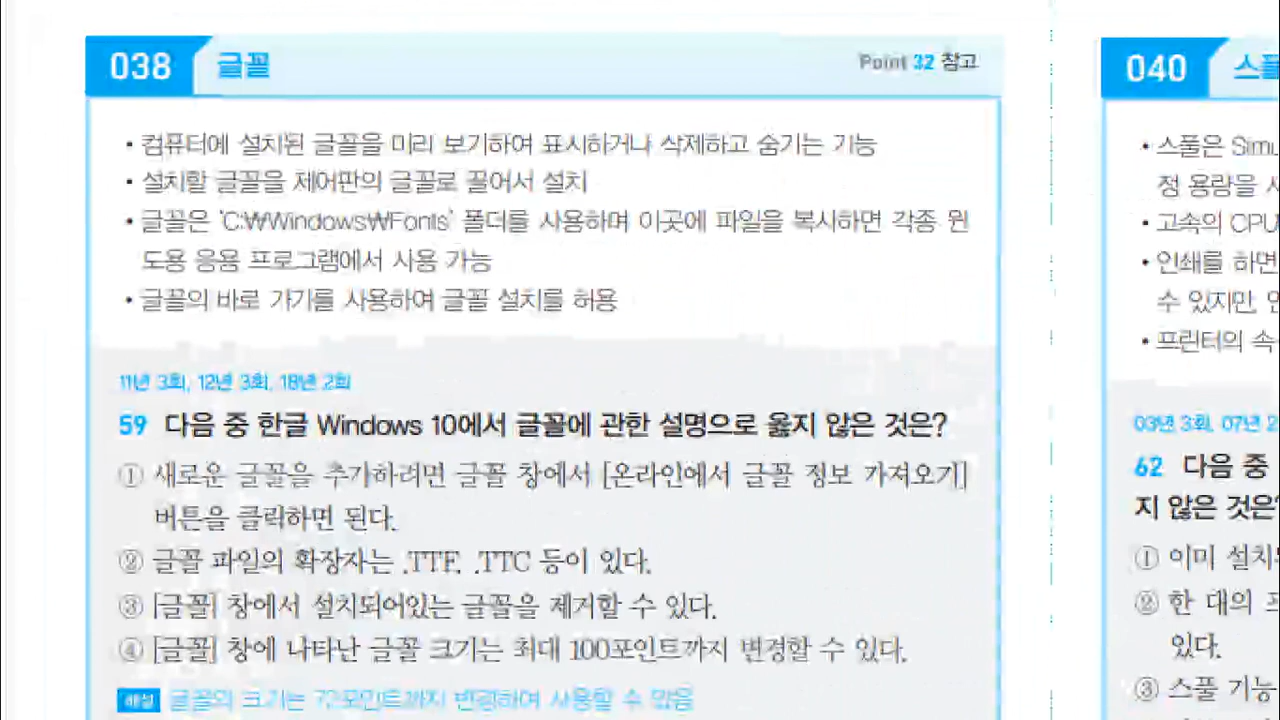 038 글꼴 Point 32 참고
• 컴퓨터에 설치된 글꼴을 미리 보기하여 표시하거나 삭제하고 숨기는 기능
• 설치할 글꼴을 제어판의 글꼴로 끌어서 설치
• 글꼴은 'C:₩Windows₩Fonts' 폴더를 사용하며 이곳에 파일을 복사하면 각종 윈
도용 응용 프로그램에서 사용 가능
• 글꼴의 바로 가기를 사용하여 글꼴 설치를 허용
11년 3회, 12년 3회, 18년 2회
59 다음 중 한글 Windows 10에서 글꼴에 관한 설명으로 옳지 않은 것은?
① 새로운 글꼴을 추가하려면 글꼴 창에서 [온라인에서 글꼴 정보 가져오기]
버튼을 클릭하면 된다.
② 글꼴 파일의 확장자는 .TTF, .TTC 등이 있다.
③ [글꼴] 창에서 설치되어있는 글꼴을 제거할 수 있다.
④ [글꼴] 창에 나타난 글꼴 크기는 최대 100포인트까지 변경할 수 있다.
해설 글꼴의 크기는 72포인트까지 변경하여 사용할 수 있음
040
• 스풀은
정 용량을
• 고속의 CPU
• 인쇄를 하면
수 있지만,
• 프린터의
03년 3회, 07년
62 다음 중
지 않은 것은
① 이미
② 한 대의
있다.
③ 스풀 기능